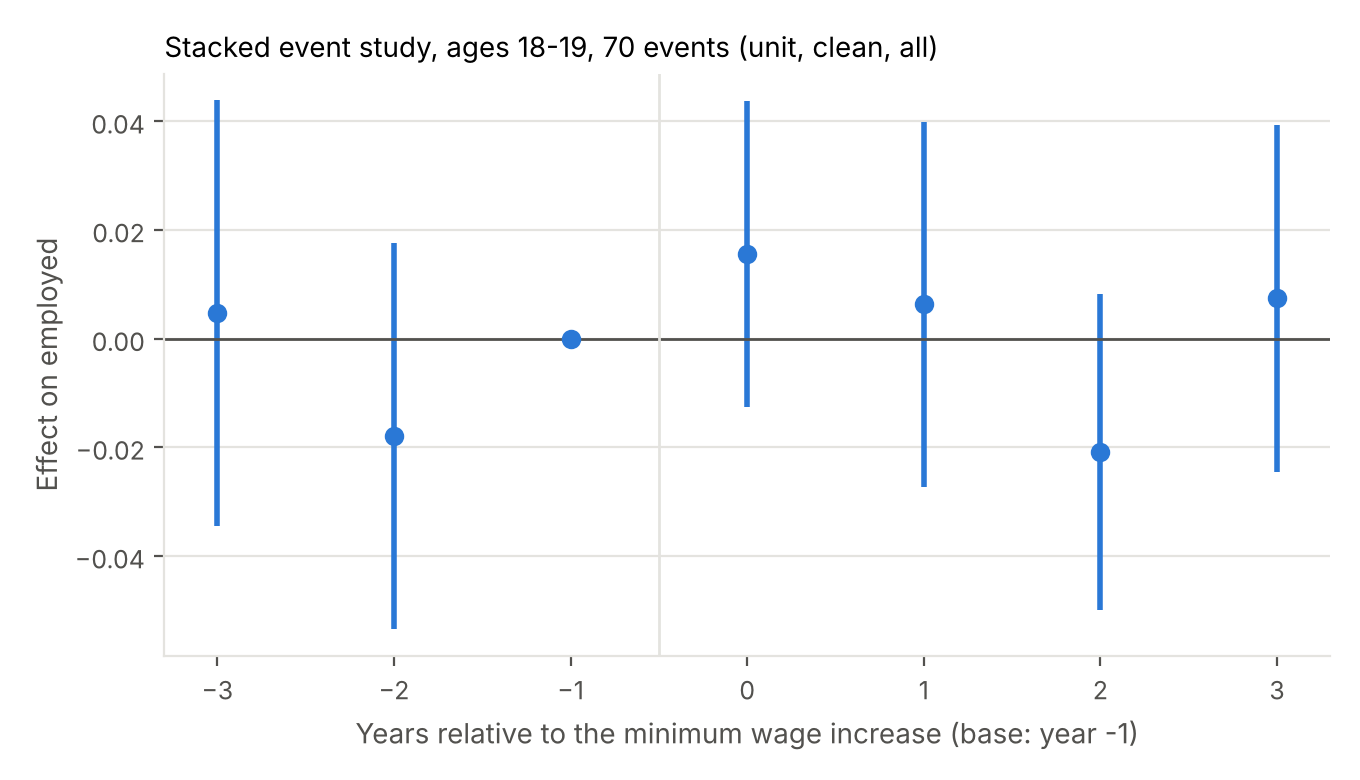 Stacked event study, ages 18-19, 70 events (unit, clean, all)
Effect on employed
0.04
0.02
0.00
−0.02
−0.04
−3 −2 −1 0 1 2 3
Years relative to the minimum wage increase (base: year -1)